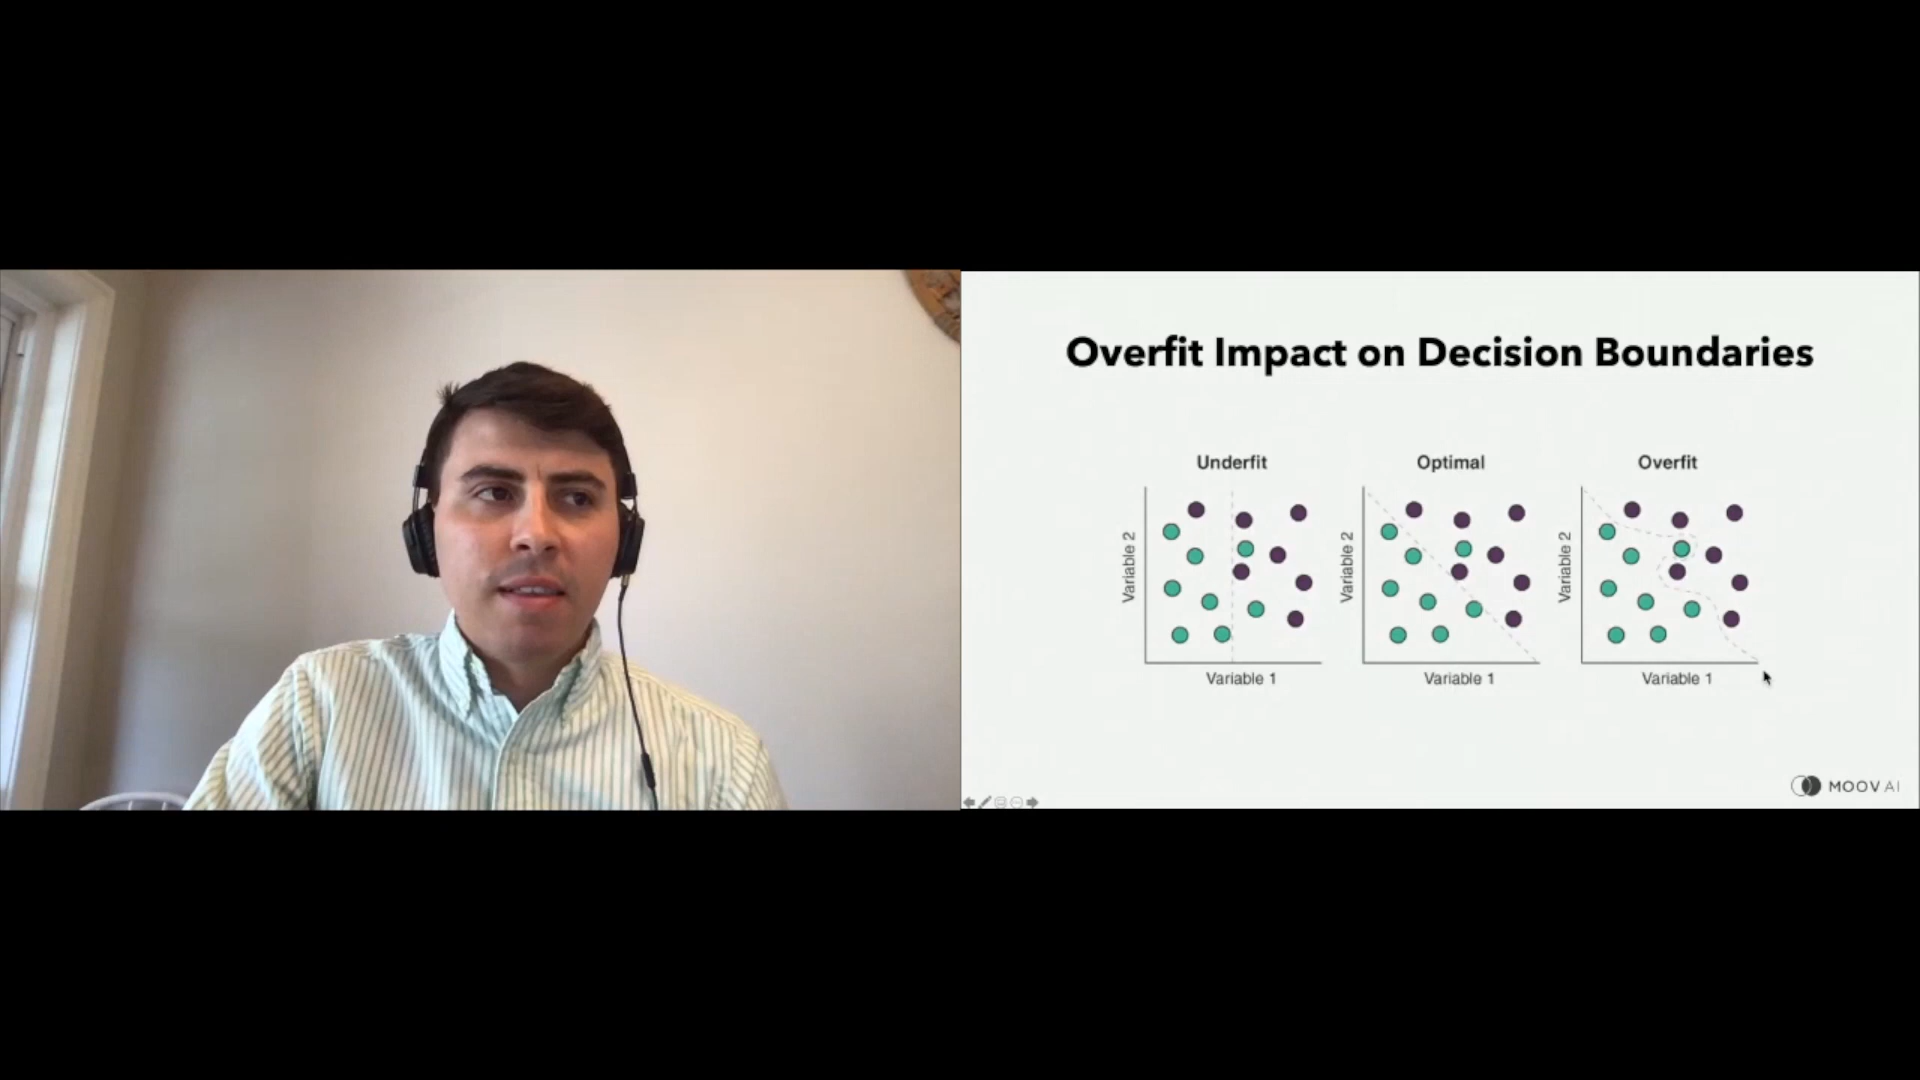 Overfit Impact on Decision Boundaries
Underfit
Optimal
Overfit
Variable 2
Variable 2
Variable 2
Variable 1
Variable 1
Variable 1
MOOV AI